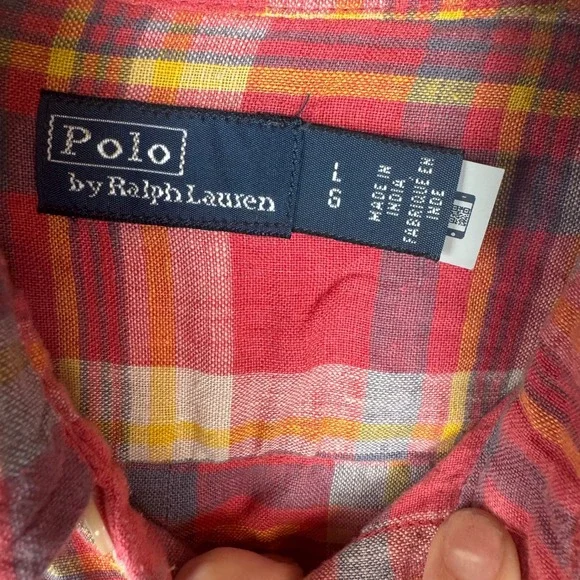 Polo
by Ralph Lauren
L
G
MADE IN
INDIA
FABRIQUÉ EN
INDE